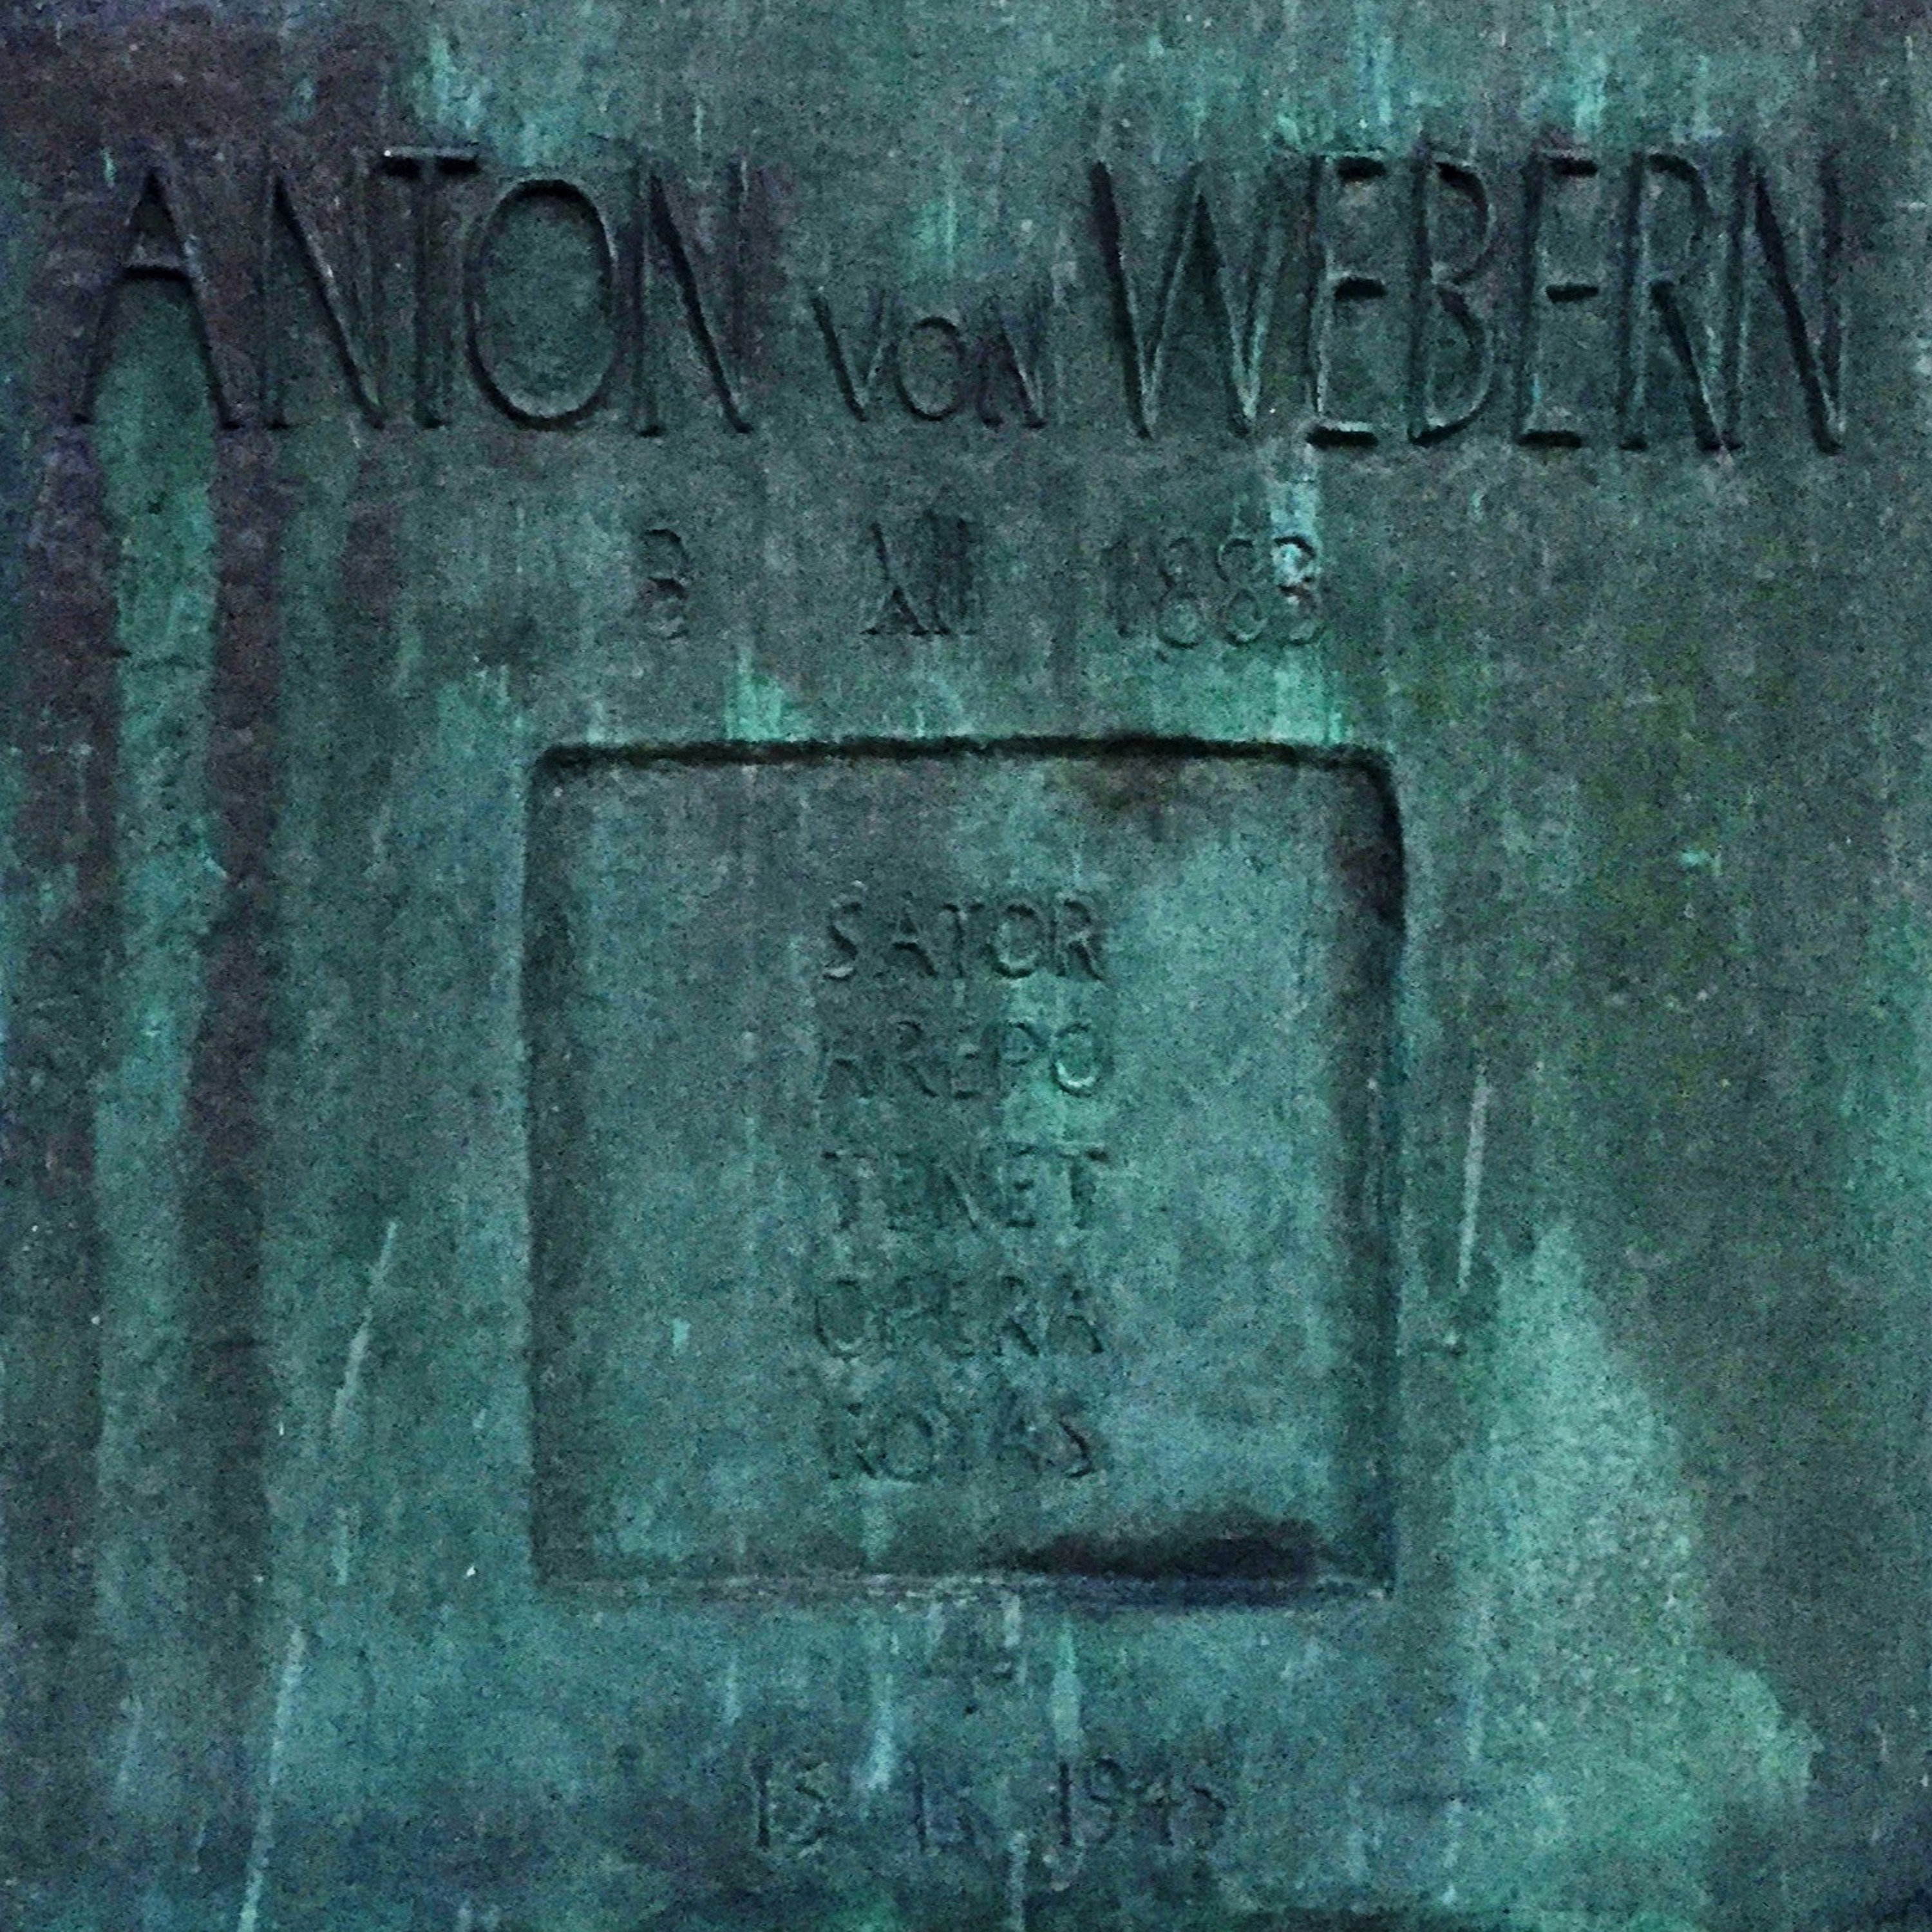 ANTON VON WEBERN
3 XII 1883
SATOR
AREPO
TENET
OPERA
ROTAS
15 IX 1945